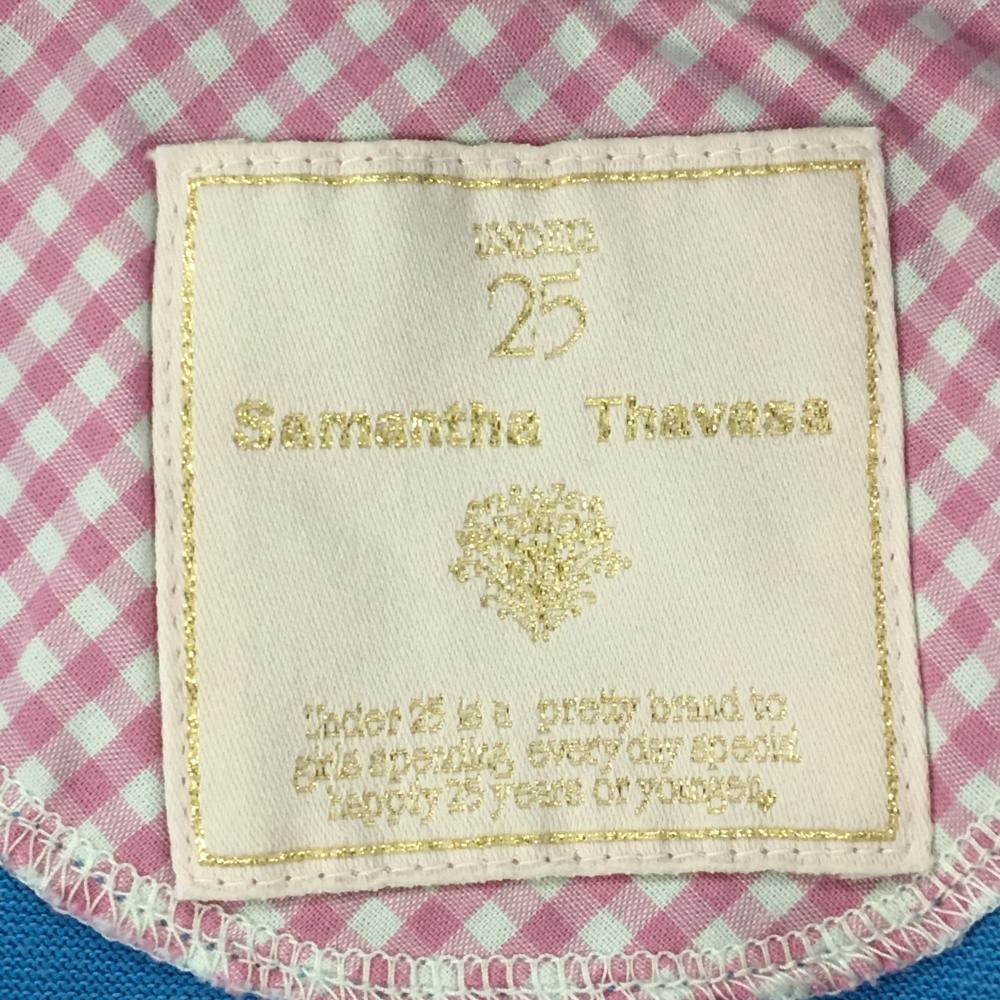 UNDER
25
Samantha Thavasa
Under 25 is a pretty brand to
girls spending every day special
happily 25 years or younger.